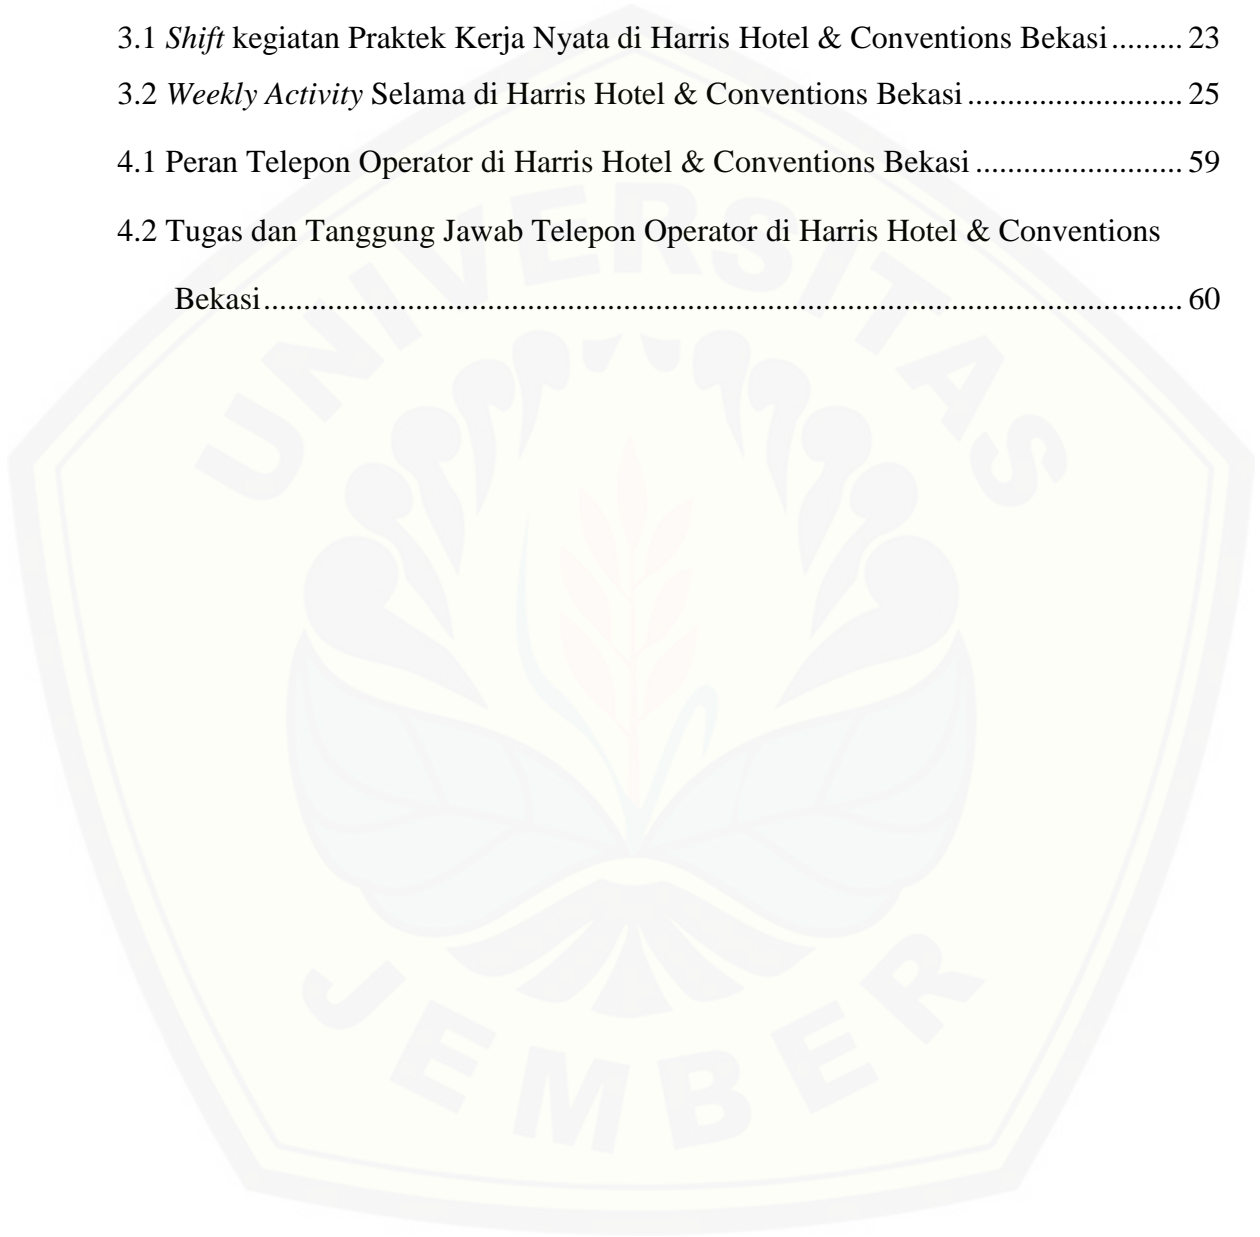 3.1 Shift kegiatan Praktek Kerja Nyata di Harris Hotel & Conventions Bekasi ......... 23
3.2 Weekly Activity Selama di Harris Hotel & Conventions Bekasi ........................... 25
4.1 Peran Telepon Operator di Harris Hotel & Conventions Bekasi .......................... 59
4.2 Tugas dan Tanggung Jawab Telepon Operator di Harris Hotel & Conventions
Bekasi.................................................................................................................... 60
UNIVERSITAS
JEMBER